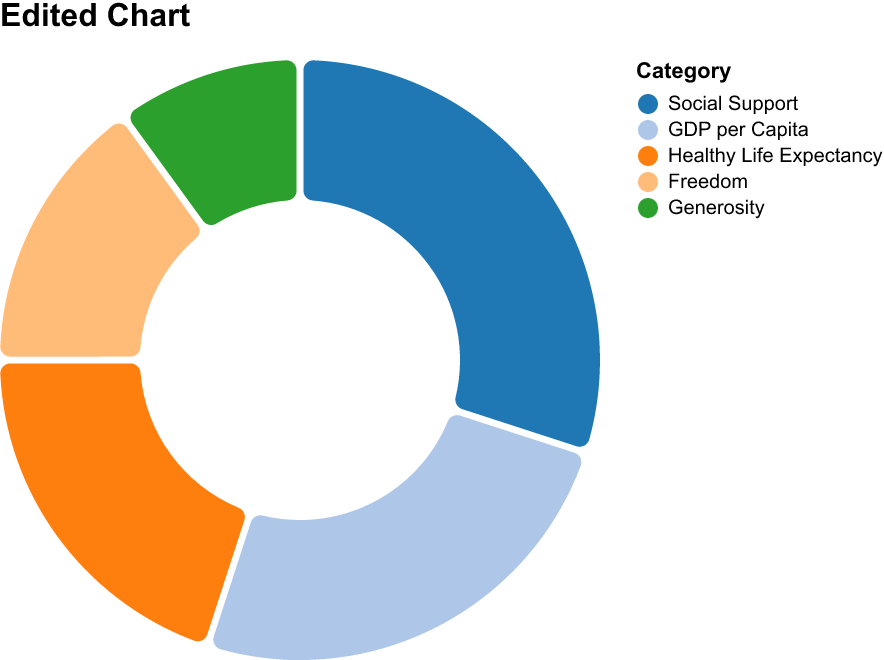 Edited Chart
Category
Social Support
GDP per Capita
Healthy Life Expectancy
Freedom
Generosity